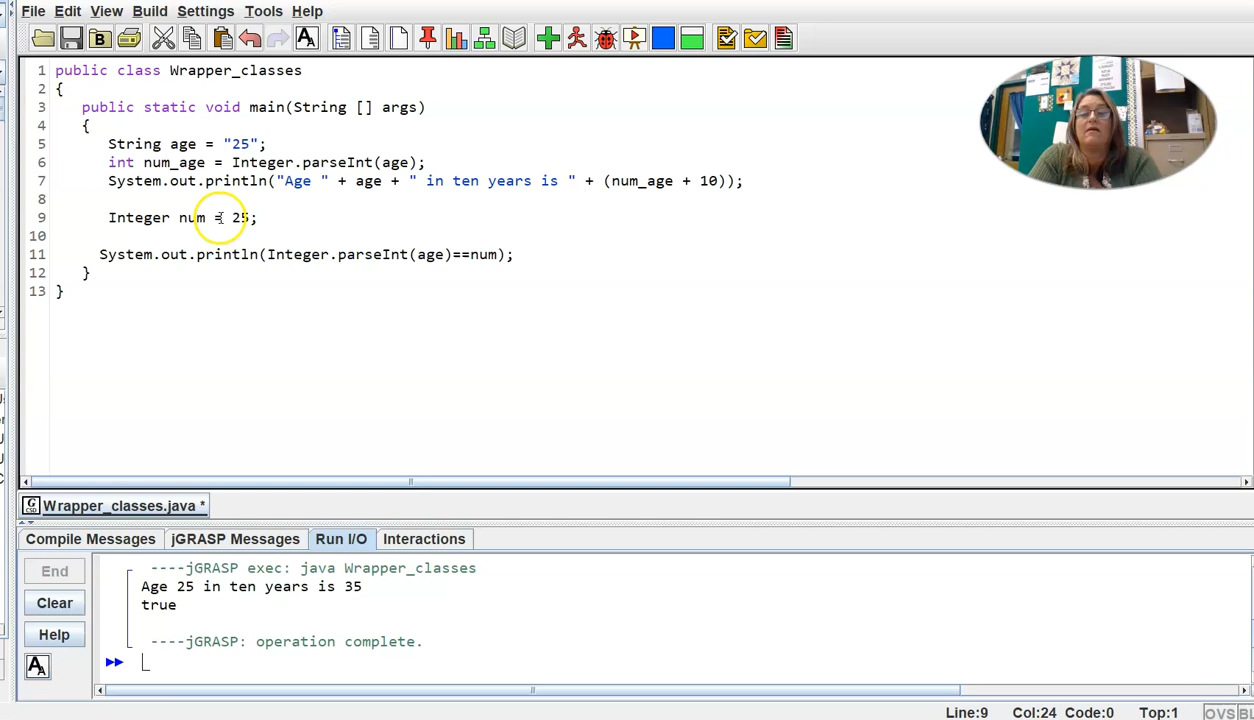 File Edit View Build Settings Tools Help
1 public class Wrapper_classes
2 {
3 public static void main(String [] args)
4 {
5 String age = "25";
6 int num_age = Integer.parseInt(age);
7 System.out.println("Age " + age + " in ten years is " + (num_age + 10));
8
9 Integer num = 25;
10
11 System.out.println(Integer.parseInt(age)==num);
12 }
13 }
Wrapper_classes.java *
Compile Messages jGRASP Messages Run I/O Interactions
End
Clear
Help
----jGRASP exec: java Wrapper_classes
Age 25 in ten years is 35
true
----jGRASP: operation complete.
Line:9 Col:24 Code:0 Top:1 OVS BL